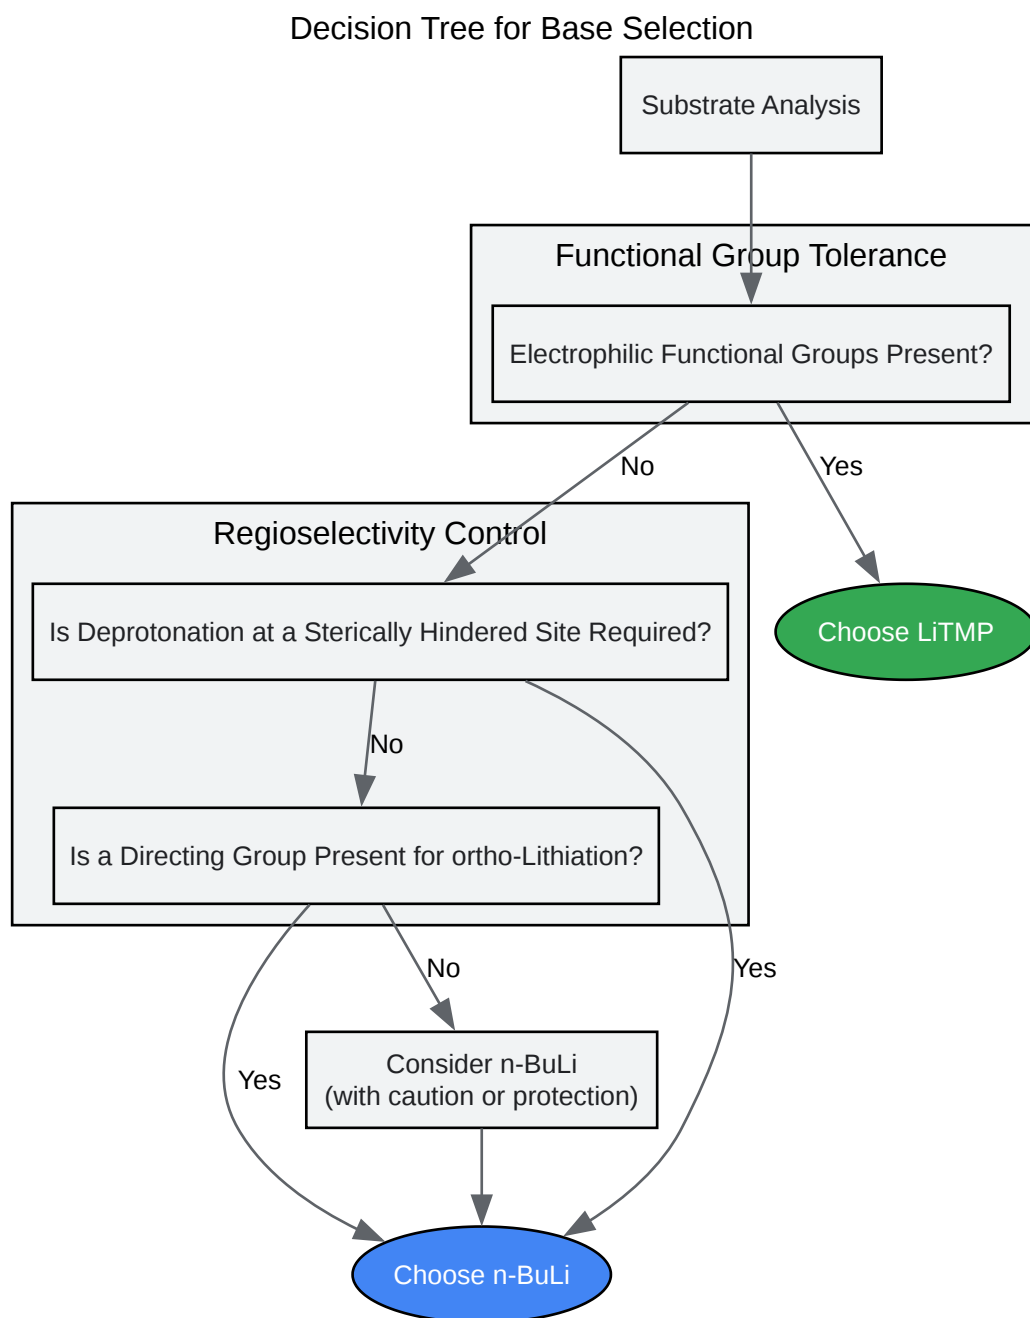 Decision Tree for Base Selection
Substrate Analysis
Functional Group Tolerance
Electrophilic Functional Groups Present?
No
Yes
Regioselectivity Control
Is Deprotonation at a Sterically Hindered Site Required?
Choose LiTMP
No
Is a Directing Group Present for ortho-Lithiation?
No
Yes
Yes
Consider n-BuLi
(with caution or protection)
Choose n-BuLi